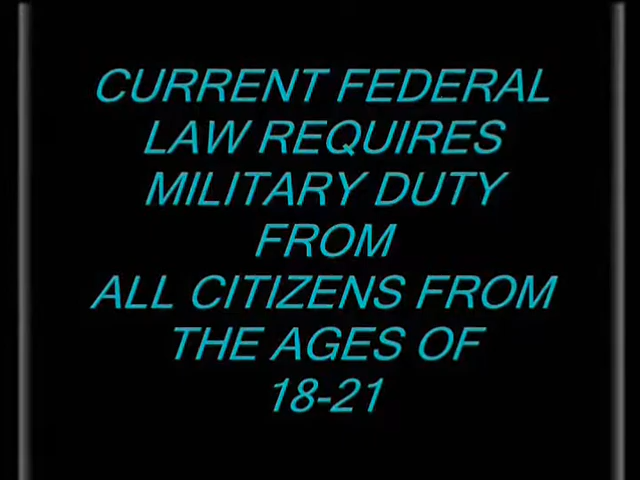 CURRENT FEDERAL
LAW REQUIRES
MILITARY DUTY
FROM
ALL CITIZENS FROM
THE AGES OF
18-21